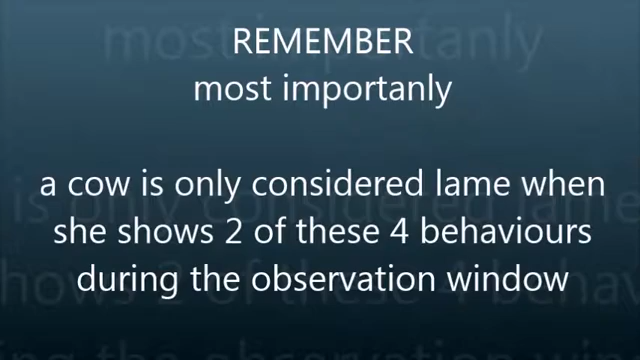 REMEMBER
most importanly
a cow is only considered lame when
she shows 2 of these 4 behaviours
during the observation window